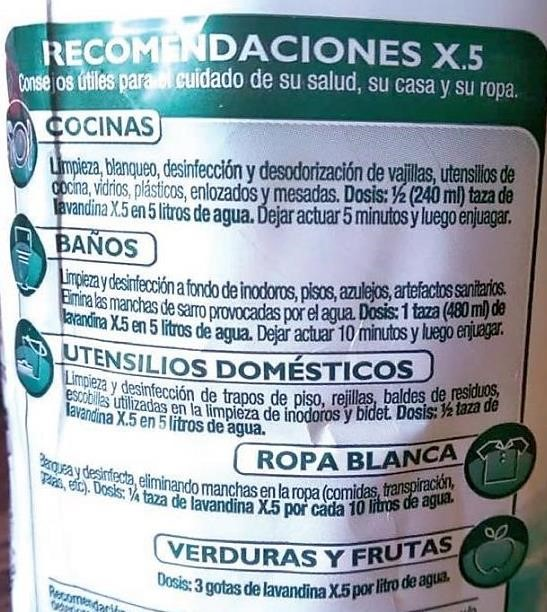 RECOMENDACIONES X.5
Consejos útiles para el cuidado de su salud, su casa y su ropa.
COCINAS
Limpieza, blanqueo, desinfección y desodorización de vajillas, utensilios de
cocina, vidrios, plásticos, enlozados y mesadas. Dosis: ½ (240 ml) taza de
lavandina X.5 en 5 litros de agua. Dejar actuar 5 minutos y luego enjuagar.
BAÑOS
Limpieza y desinfección a fondo de inodoros, pisos, azulejos, artefactos sanitarios.
Elimina las manchas de sarro provocadas por el agua. Dosis: 1 taza (480 ml) de
lavandina X.5 en 5 litros de agua. Dejar actuar 10 minutos y luego enjuagar.
UTENSILIOS DOMÉSTICOS
Limpieza y desinfección de trapos de piso, rejillas, baldes de residuos,
escobillas utilizadas en la limpieza de inodoros y bidet. Dosis: ½ taza de
lavandina X.5 en 5 litros de agua.
ROPA BLANCA
Blanquea y desinfecta, eliminando manchas en la ropa (comidas, transpiración,
grasas, etc). Dosis: ¼ taza de lavandina X.5 por cada 10 litros de agua.
VERDURAS Y FRUTAS
Dosis: 3 gotas de lavandina X.5 por litro de agua.